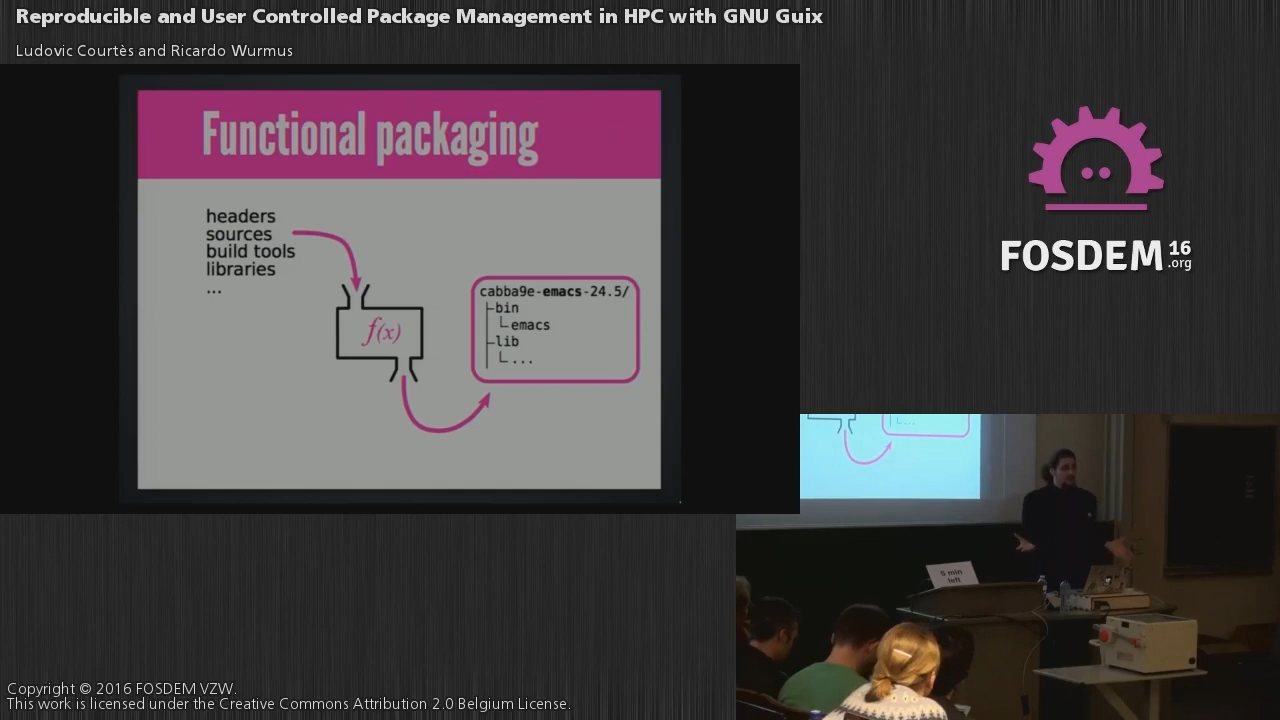 Reproducible and User Controlled Package Management in HPC with GNU Guix
Ludovic Courtès and Ricardo Wurmus
Functional packaging
headers
sources
build tools
libraries
...
f(x)
cabba9e-emacs-24.5/
bin
emacs
lib
...
FOSDEM 16
.org
5 min
left
Copyright © 2016 FOSDEM VZW.
This work is licensed under the Creative Commons Attribution 2.0 Belgium License.